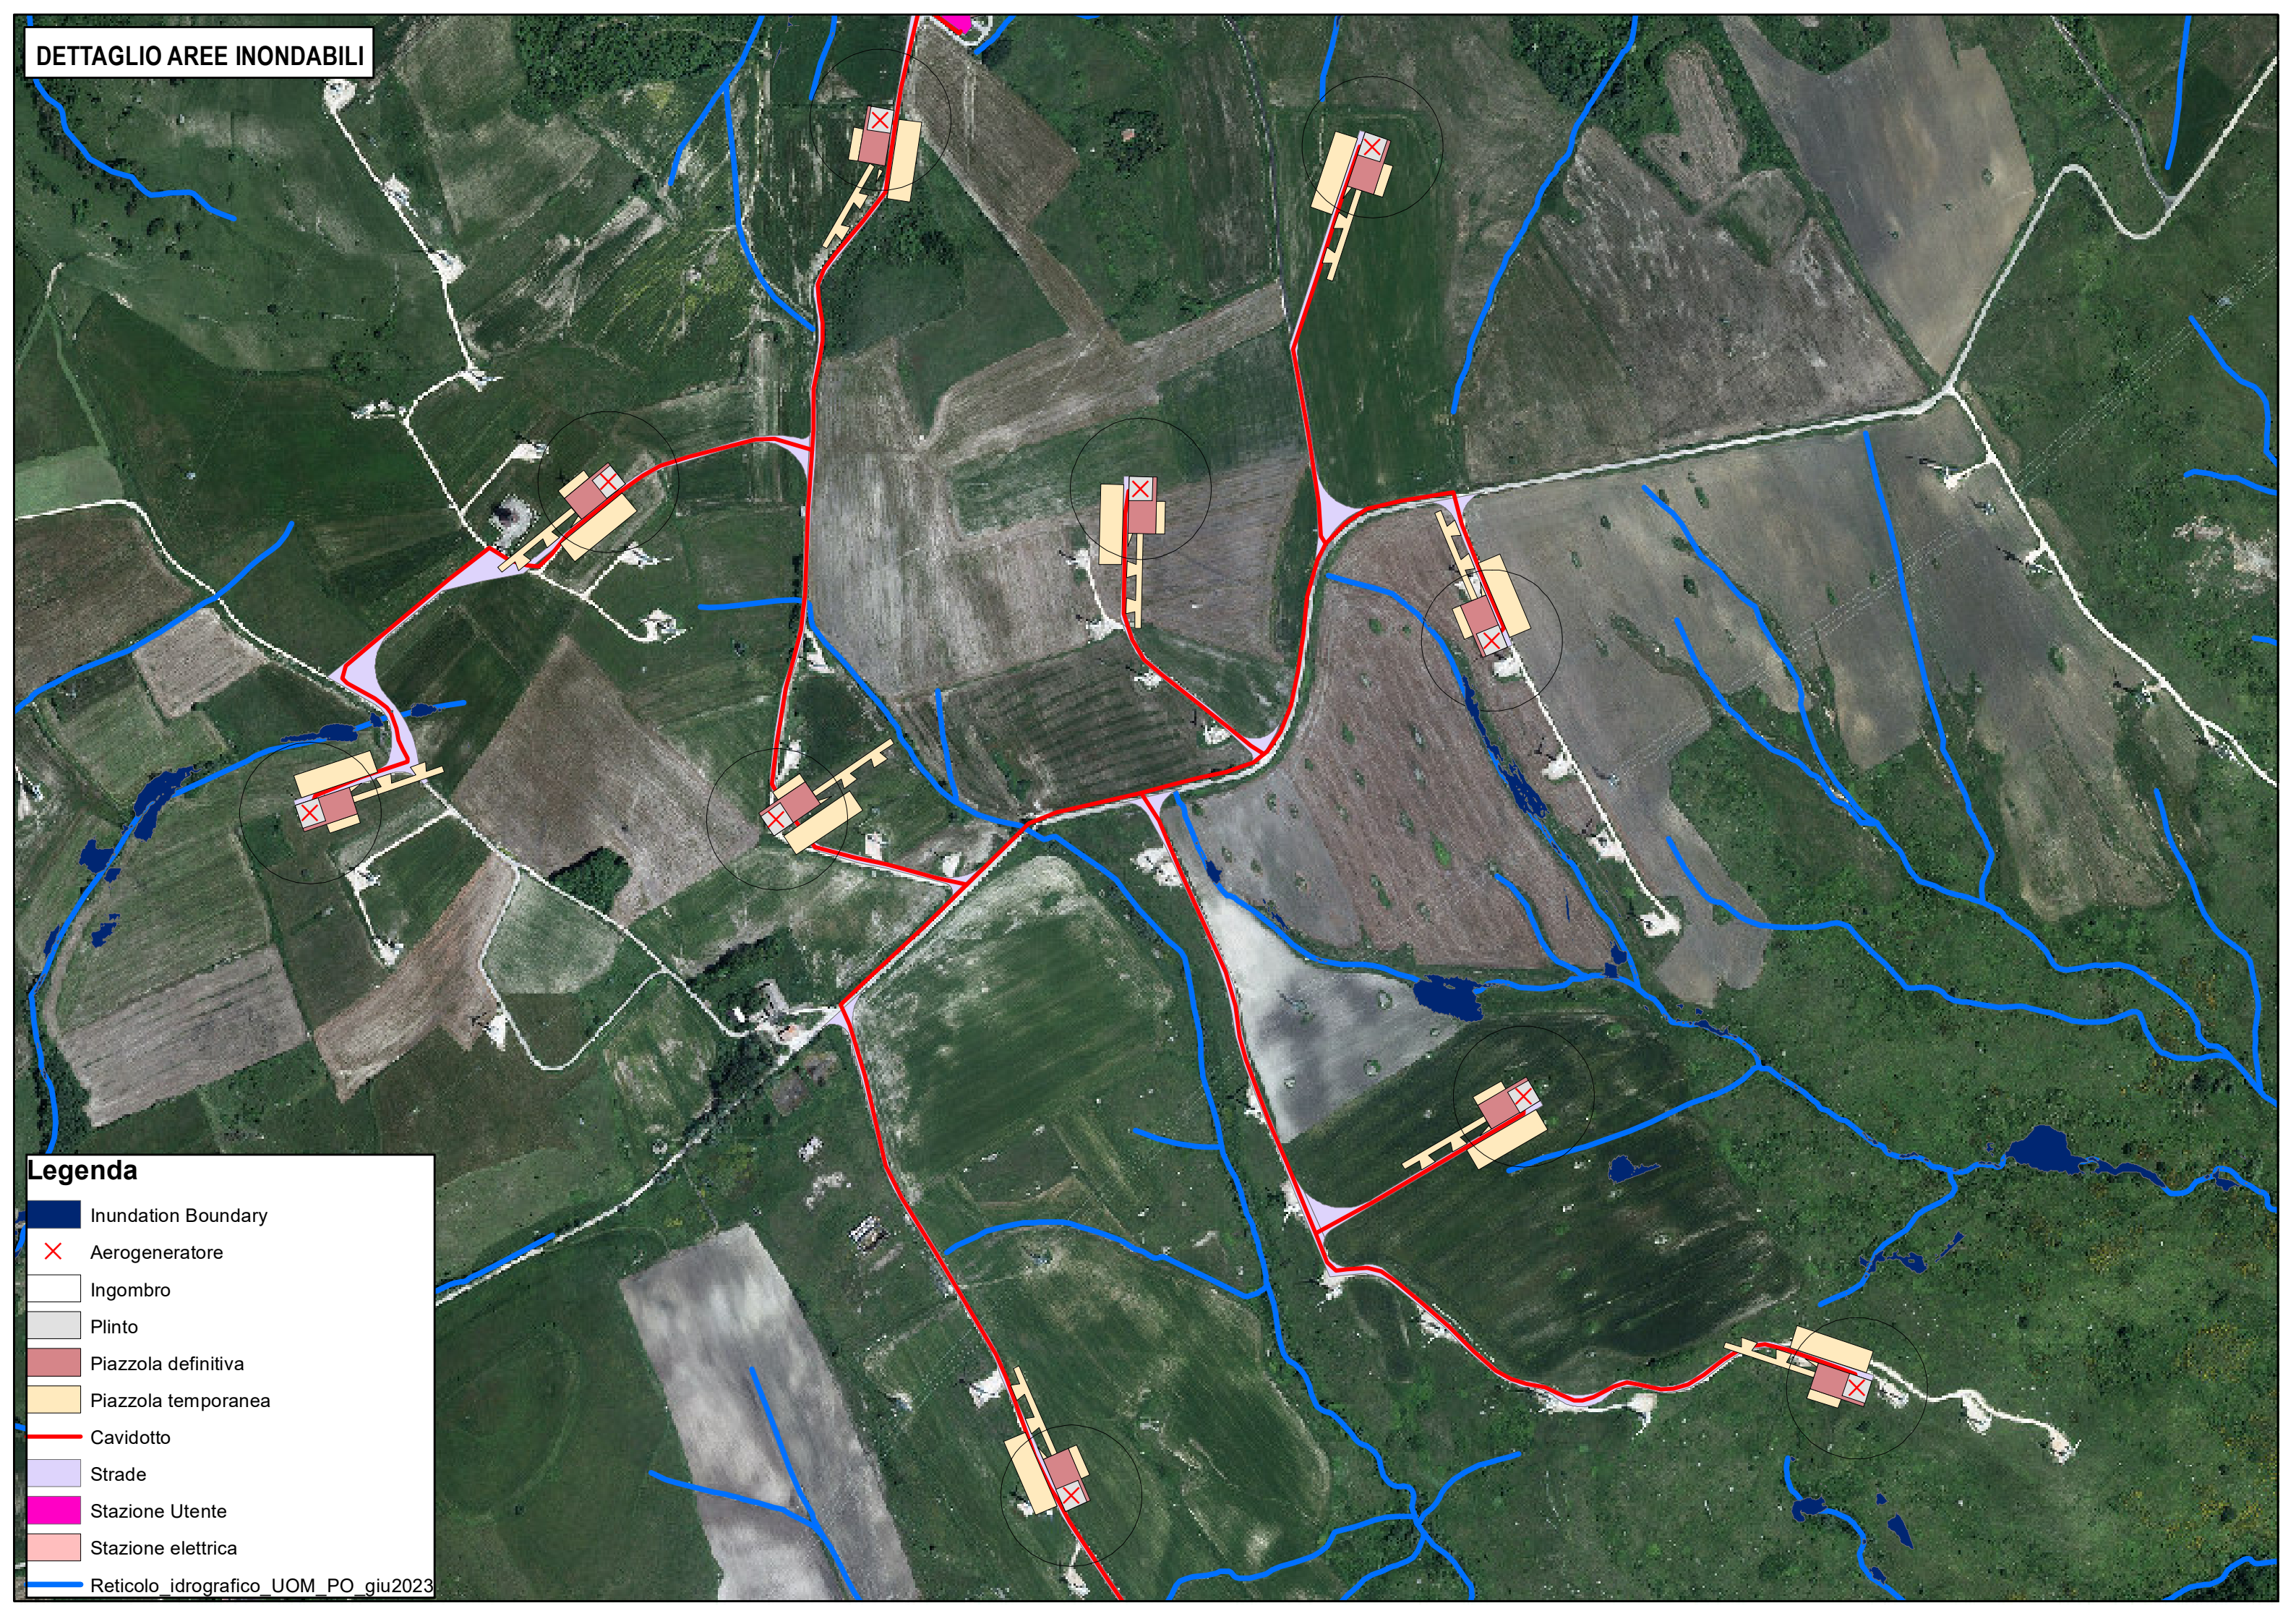 DETTAGLIO AREE INONDABILI
Legenda
Inundation Boundary
Aerogeneratore
Ingombro
Plinto
Piazzola definitiva
Piazzola temporanea
Cavidotto
Strade
Stazione Utente
Stazione elettrica
Reticolo_idrografico_UOM_PO_giu2023